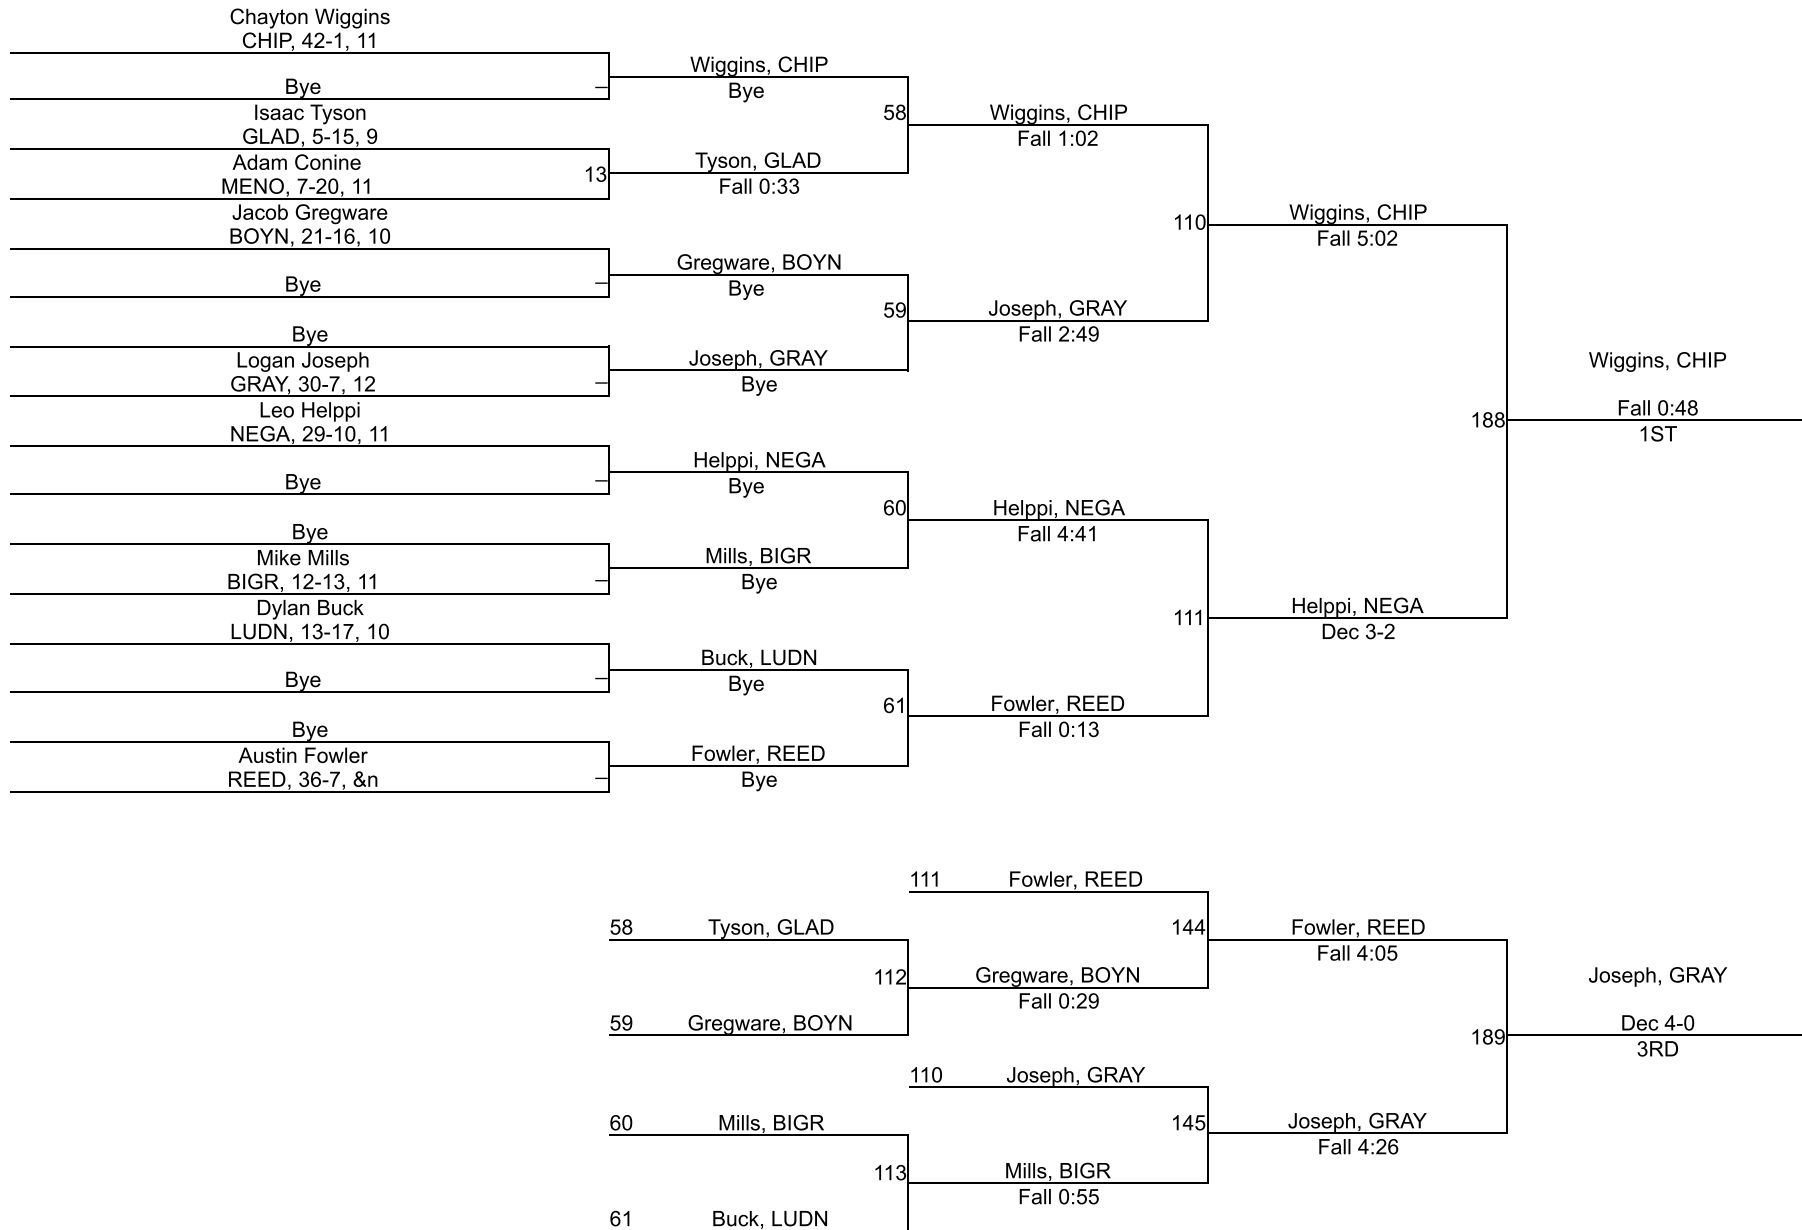 Chayton Wiggins
CHIP, 42-1, 11
Bye
Isaac Tyson
GLAD, 5-15, 9
Adam Conine
MENO, 7-20, 11
Jacob Gregware
BOYN, 21-16, 10
Bye
Bye
Logan Joseph
GRAY, 30-7, 12
Leo Helppi
NEGA, 29-10, 11
Bye
Bye
Mike Mills
BIGR, 12-13, 11
Dylan Buck
LUDN, 13-17, 10
Bye
Bye
Austin Fowler
REED, 36-7, &n
–
13
–
–
–
–
–
–
Wiggins, CHIP
Bye
Tyson, GLAD
Fall 0:33
Gregware, BOYN
Bye
Joseph, GRAY
Bye
Helppi, NEGA
Bye
Mills, BIGR
Bye
Buck, LUDN
Bye
Fowler, REED
Bye
58
59
60
61
Wiggins, CHIP
Fall 1:02
Joseph, GRAY
Fall 2:49
Helppi, NEGA
Fall 4:41
Fowler, REED
Fall 0:13
110
111
Wiggins, CHIP
Fall 5:02
Helppi, NEGA
Dec 3-2
188
Wiggins, CHIP
Fall 0:48
1ST
58 Tyson, GLAD
59 Gregware, BOYN
60 Mills, BIGR
61 Buck, LUDN
112
113
111 Fowler, REED
Gregware, BOYN
Fall 0:29
110 Joseph, GRAY
Mills, BIGR
Fall 0:55
144
145
Fowler, REED
Fall 4:05
Joseph, GRAY
Fall 4:26
189
Joseph, GRAY
Dec 4-0
3RD